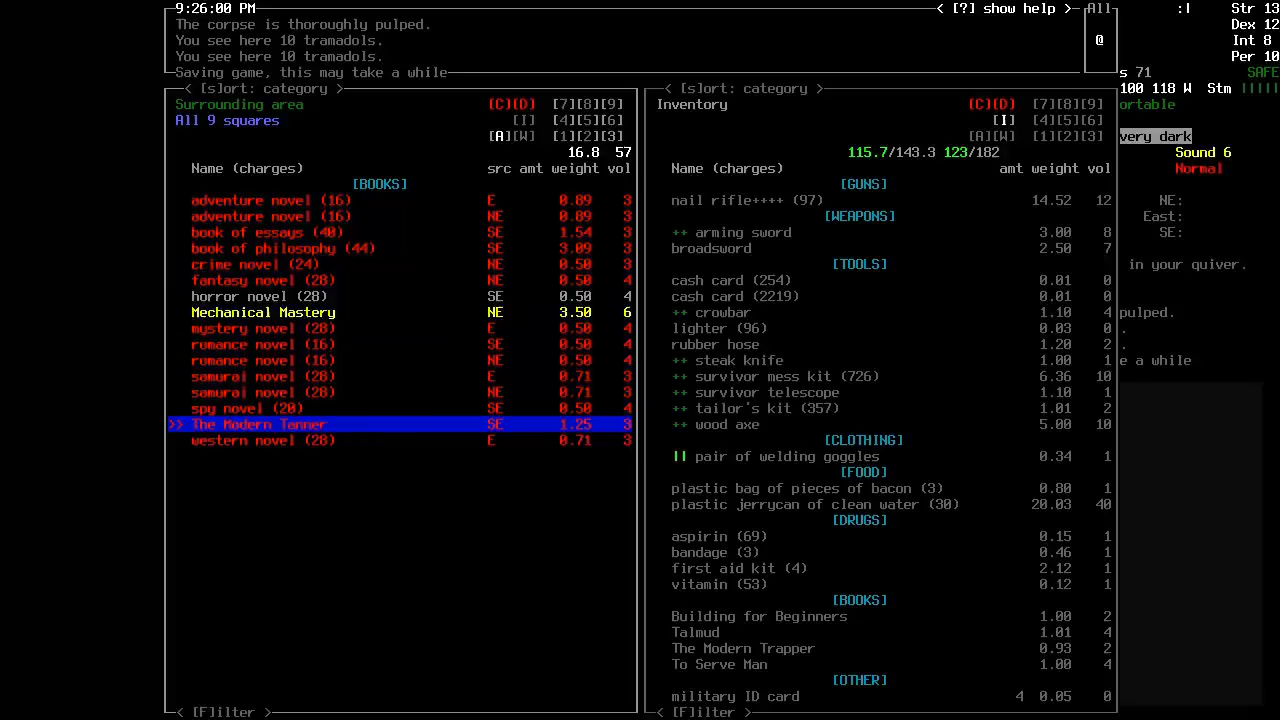 9:26:00 PM < [?] show help > All :| Str 13
The corpse is thoroughly pulped. Dex 12
You see here 10 tramadols. @ Int 8
You see here 10 tramadols. Per 10
Saving game, this may take a while s 71 SAFE
< [s]ort: category > < [s]ort: category > 100 118 W Stm |||||
Surrounding area (C)(D) [7][8][9] Inventory (C)(D) [7][8][9] ortable
All 9 squares [I] [4][5][6] [I] [4][5][6]
[A][W] [1][2][3] [A][W] [1][2][3] very dark
16.8 57 115.7/143.3 123/182 Sound 6
Name (charges) src amt weight vol Name (charges) amt weight vol Normal
[BOOKS] [GUNS]
adventure novel (16) E 0.89 3 nail rifle++++ (97) 14.52 12 NE:
adventure novel (16) NE 0.89 3 [WEAPONS] East:
book of essays (40) SE 1.54 3 ++ arming sword 3.00 8 SE:
book of philosophy (44) SE 3.09 3 broadsword 2.50 7
crime novel (24) NE 0.50 3 [TOOLS] in your quiver.
fantasy novel (28) NE 0.50 3 cash card (254) 0.01 0
horror novel (28) SE 0.50 4 cash card (2219) 0.01 0
Mechanical Mastery NE 3.50 6 ++ crowbar 1.10 4 pulped.
mystery novel (28) E 0.50 4 lighter (96) 0.03 0 .
romance novel (16) SE 0.50 4 rubber hose 1.20 2 .
romance novel (16) NE 0.50 4 ++ steak knife 1.00 1 e a while
samurai novel (28) E 0.71 3 ++ survivor mess kit (726) 6.36 10
samurai novel (28) NE 0.71 3 ++ survivor telescope 1.10 1
spy novel (28) SE 0.50 4 ++ tailor's kit (357) 1.01 2
>> The Modern Tanner SE 1.25 3 ++ wood axe 5.00 10
western novel (28) E 0.71 3 [CLOTHING]
|| pair of welding goggles 0.34 1
[FOOD]
plastic bag of pieces of bacon (3) 0.80 1
plastic jerrycan of clean water (30) 20.03 40
[DRUGS]
aspirin (69) 0.15 1
bandage (3) 0.46 1
first aid kit (4) 2.12 1
vitamin (53) 0.12 1
[BOOKS]
Building for Beginners 1.00 2
Talmud 1.01 4
The Modern Trapper 0.93 2
To Serve Man 1.00 4
[OTHER]
military ID card 4 0.05 0
< [F]ilter > < [F]ilter >